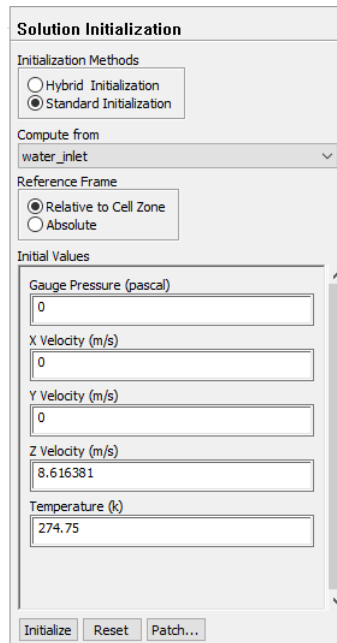 Solution Initialization
Initialization Methods
Hybrid Initialization
Standard Initialization
Compute from
water_inlet
Reference Frame
Relative to Cell Zone
Absolute
Initial Values
Gauge Pressure (pascal)
0
X Velocity (m/s)
0
Y Velocity (m/s)
0
Z Velocity (m/s)
8.616381
Temperature (k)
274.75
Initialize Reset Patch...